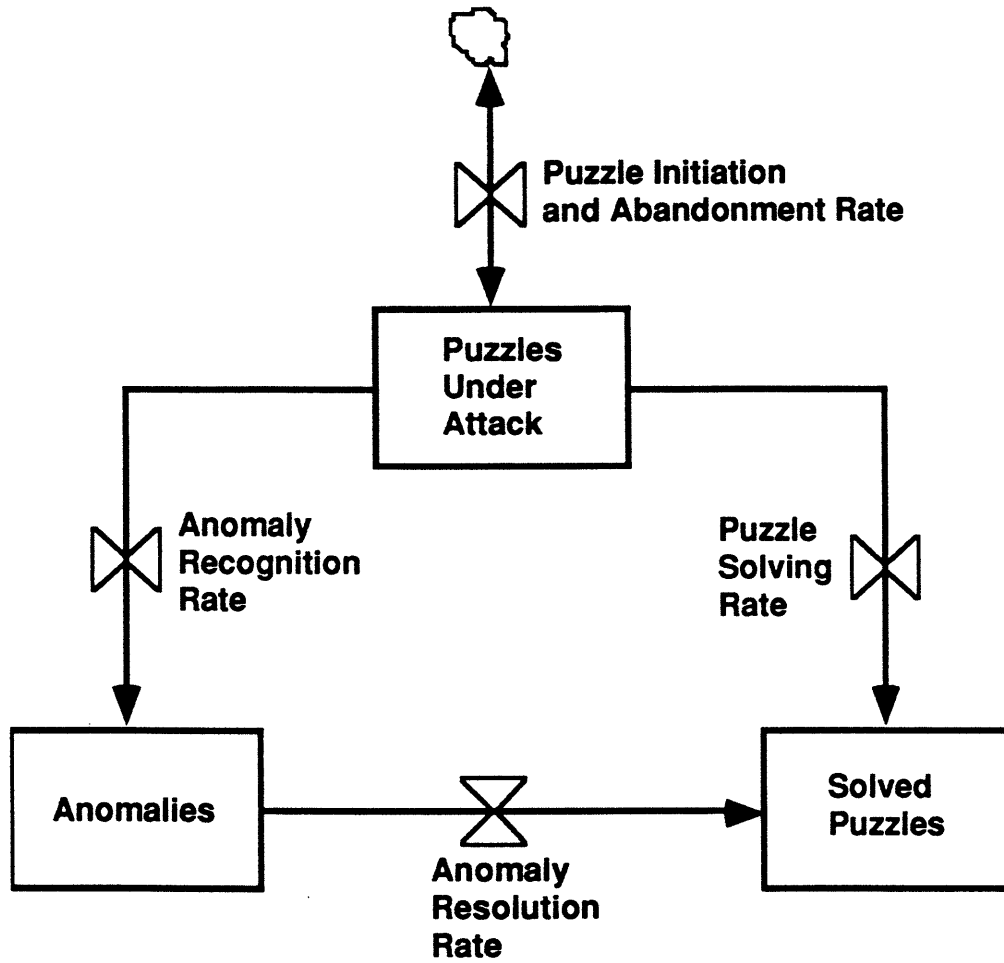 Puzzle Initiation
and Abandonment Rate
Puzzles
Under
Attack
Anomaly
Recognition
Rate
Puzzle
Solving
Rate
Anomalies
Solved
Puzzles
Anomaly
Resolution
Rate